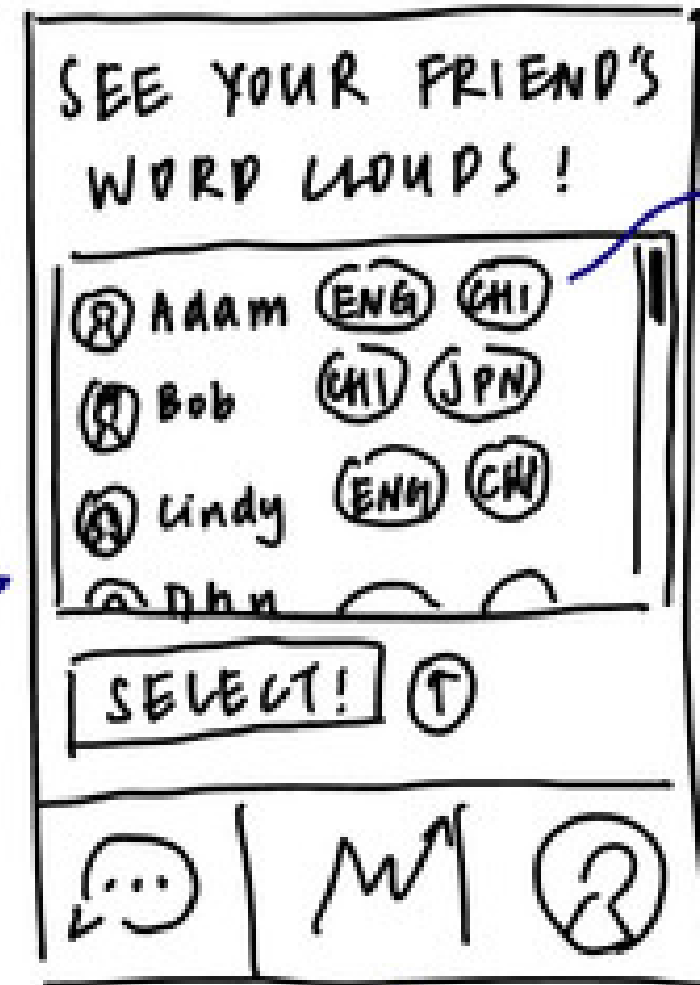 SEE YOUR FRIEND'S
WORD CLOUDS!
Adam ENG CHI
Bob CHI JPN
Cindy ENG CHI
SELECT!